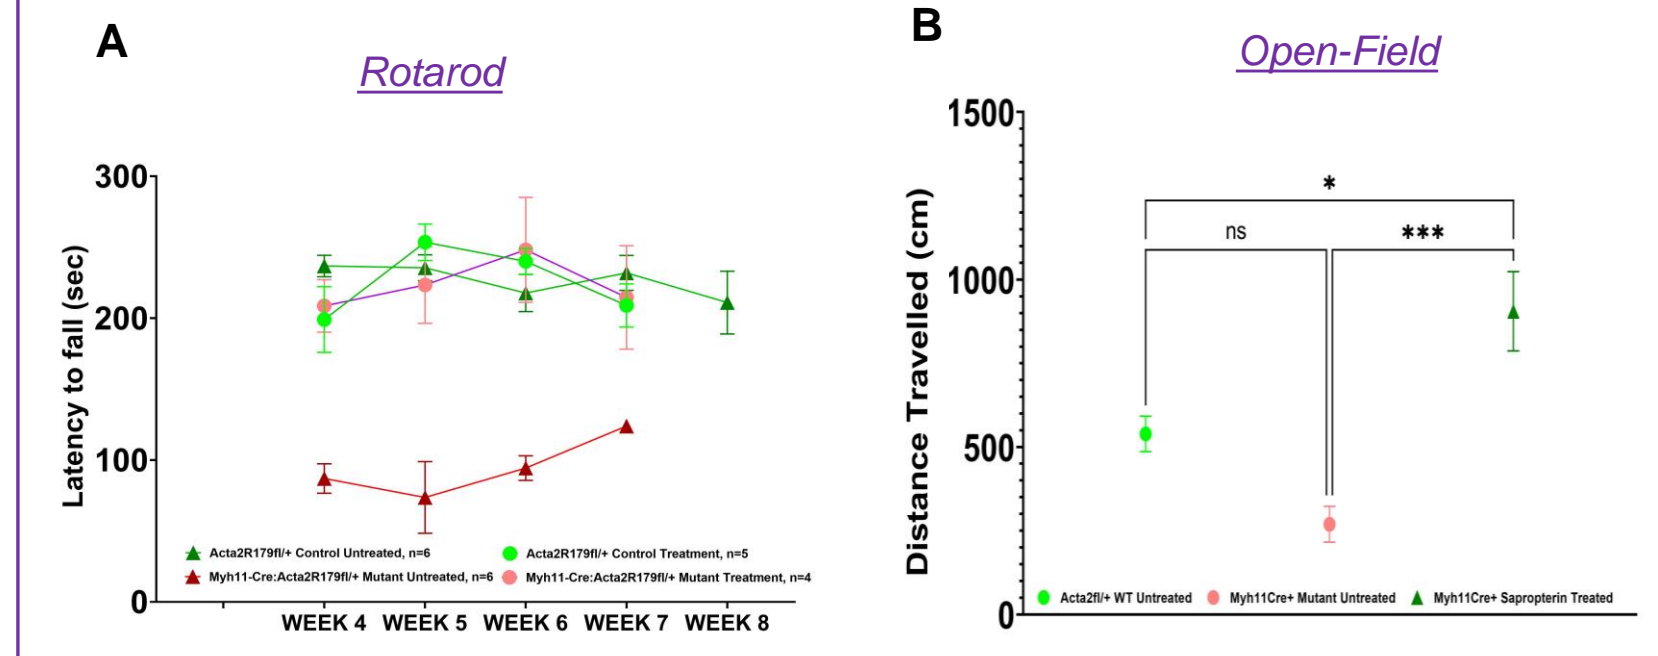 A
Rotarod
300
200
100
0
Latency to fall (sec)
Acta2R179fl/+ Control Untreated, n=6
Acta2R179fl/+ Control Treatment, n=5
Myh11-Cre:Acta2R179fl/+ Mutant Untreated, n=6
Myh11-Cre:Acta2R179fl/+ Mutant Treatment, n=4
WEEK 4 WEEK 5 WEEK 6 WEEK 7 WEEK 8
B
Open-Field
1500
1000
500
0
Distance Travelled (cm)
*
ns
***
Acta2fl/+ WT Untreated
Myh11Cre+ Mutant Untreated
Myh11Cre+ Sapropterin Treated